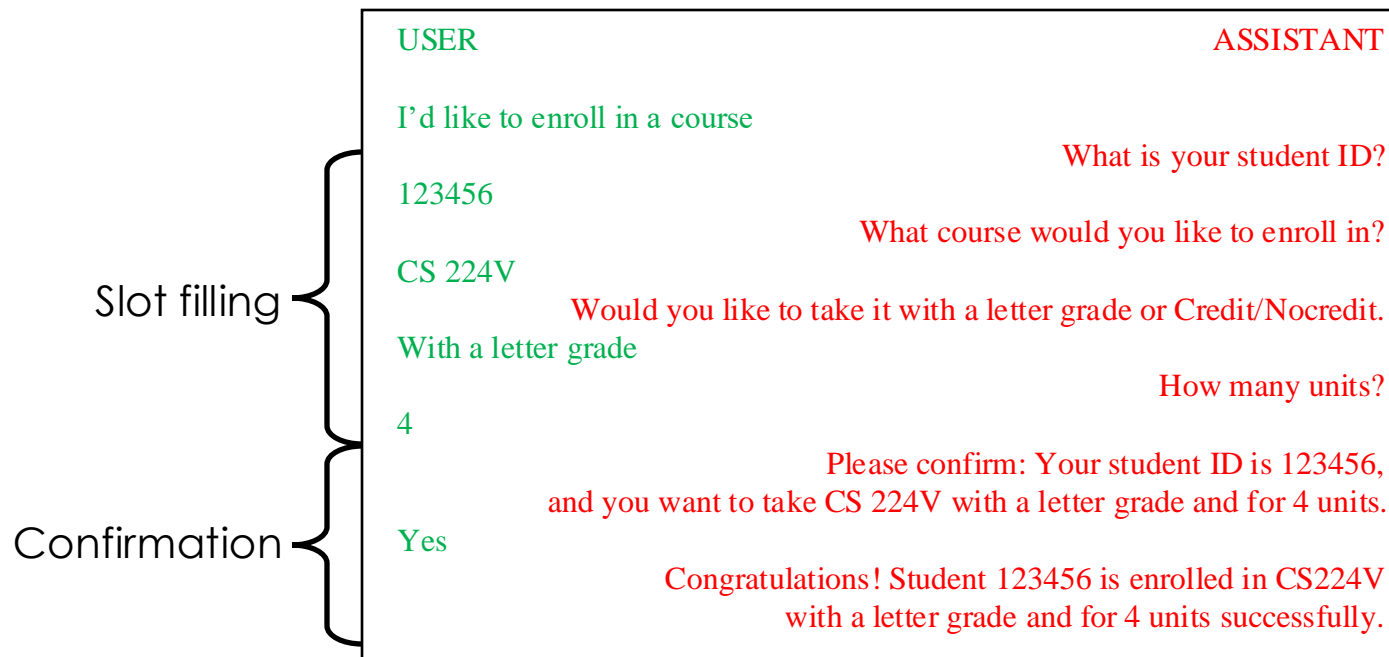 USER ASSISTANT
I’d like to enroll in a course
What is your student ID?
123456
What course would you like to enroll in?
CS 224V
Would you like to take it with a letter grade or Credit/Nocredit.
With a letter grade
How many units?
4
Please confirm: Your student ID is 123456,
and you want to take CS 224V with a letter grade and for 4 units.
Yes
Congratulations! Student 123456 is enrolled in CS224V
with a letter grade and for 4 units successfully.
Slot filling
Confirmation